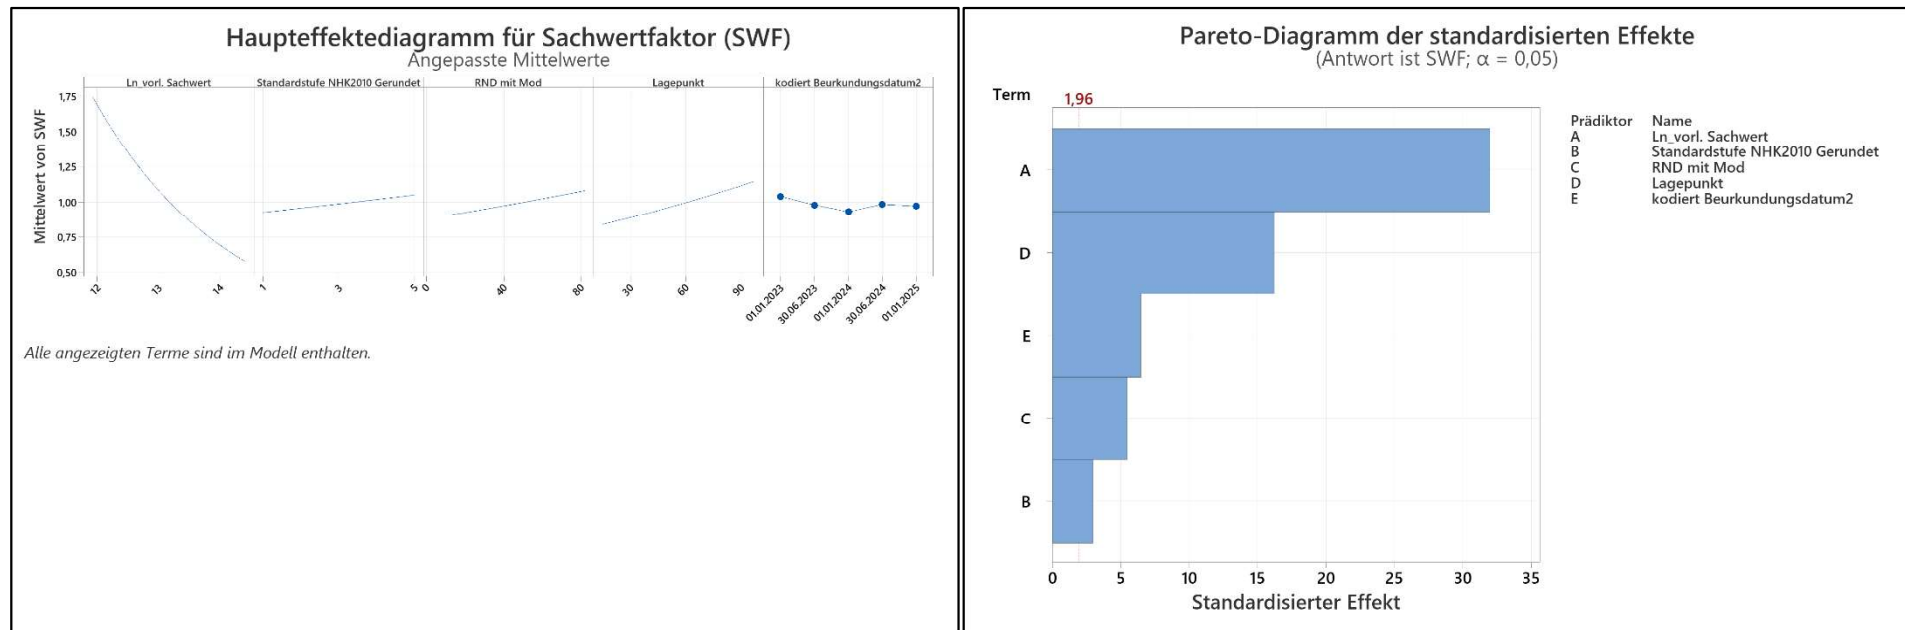 Haupteffektediagramm für Sachwertfaktor (SWF)
Angepasste Mittelwerte
Ln_vorl. Sachwert
Standardstufe NHK2010 Gerundet
RND mit Mod
Lagepunkt
kodiert Beurkundungsdatum2
Mittelwert von SWF
1,75
1,50
1,25
1,00
0,75
0,50
12
13
14
1
3
5
0
40
80
30
60
90
01.01.2023
30.06.2023
01.01.2024
30.06.2024
01.01.2025
Alle angezeigten Terme sind im Modell enthalten.
Pareto-Diagramm der standardisierten Effekte
(Antwort ist SWF; α = 0,05)
Term
1,96
A
D
E
C
B
0
5
10
15
20
25
30
35
Standardisierter Effekt
Prädiktor Name
A Ln_vorl. Sachwert
B Standardstufe NHK2010 Gerundet
C RND mit Mod
D Lagepunkt
E kodiert Beurkundungsdatum2